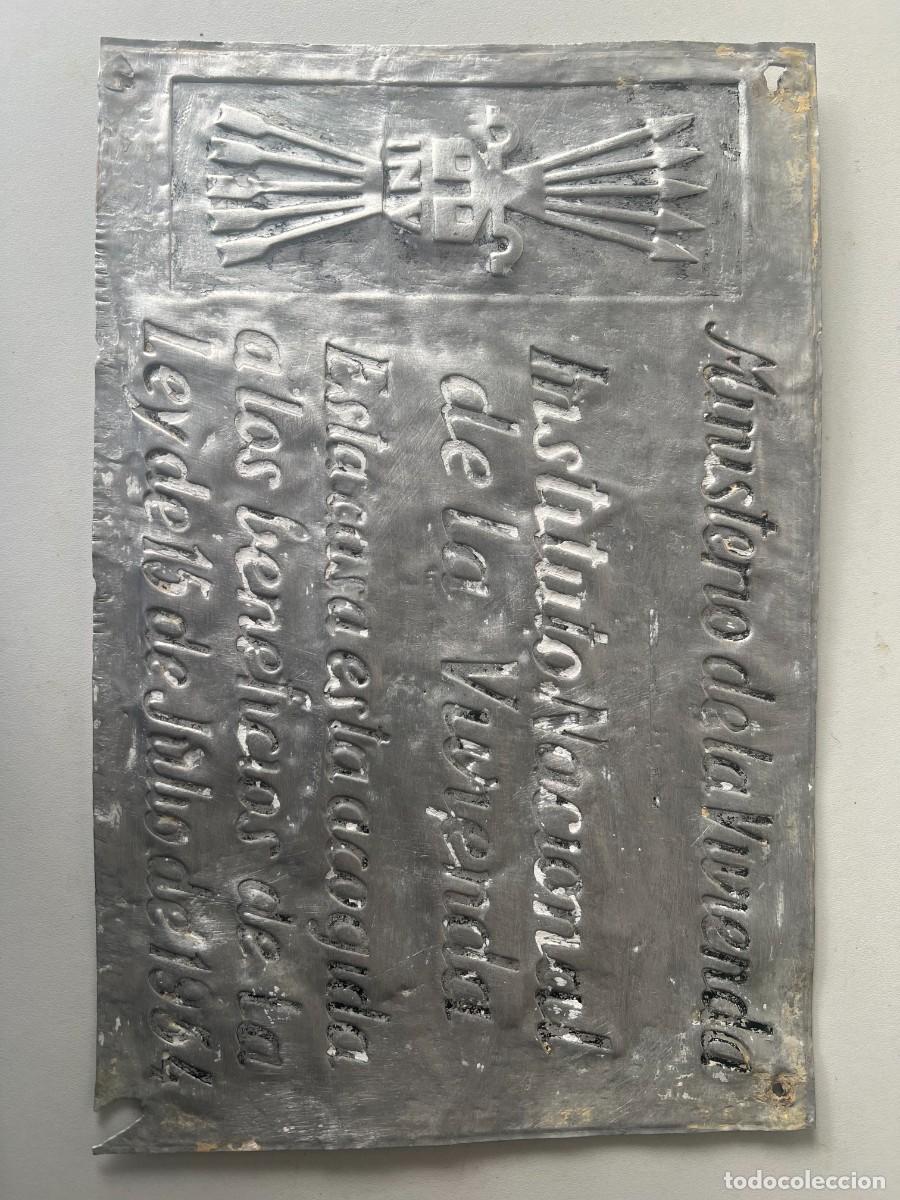 INV
Ministerio de la Vivienda
Instituto Nacional
de la Vivienda
Esta casa esta acogida
a los beneficios de la
Ley de 15 de Julio de 1954
todocoleccion